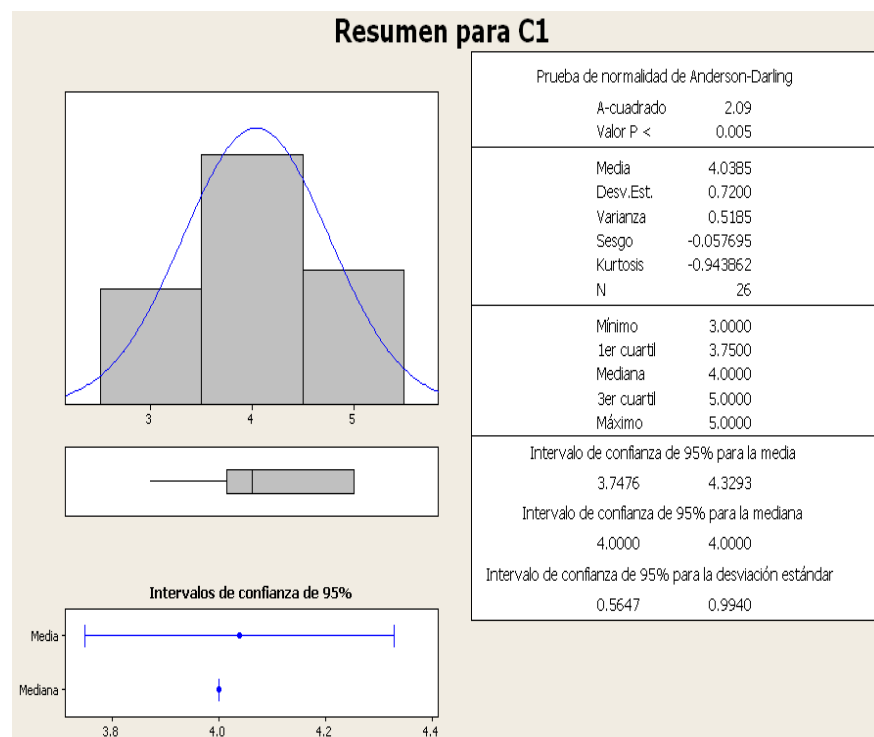 Resumen para C1
3 4 5
Intervalos de confianza de 95%
Media
Mediana
3.8 4.0 4.2 4.4
Prueba de normalidad de Anderson-Darling
A-cuadrado 2.09
Valor P < 0.005
Media 4.0385
Desv.Est. 0.7200
Varianza 0.5185
Sesgo -0.057695
Kurtosis -0.943862
N 26
Mínimo 3.0000
1er cuartil 3.7500
Mediana 4.0000
3er cuartil 5.0000
Máximo 5.0000
Intervalo de confianza de 95% para la media
3.7476 4.3293
Intervalo de confianza de 95% para la mediana
4.0000 4.0000
Intervalo de confianza de 95% para la desviación estándar
0.5647 0.9940